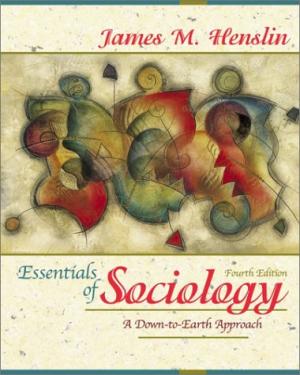 James M. Henslin
Essentials of Sociology
Fourth Edition
A Down-to-Earth Approach